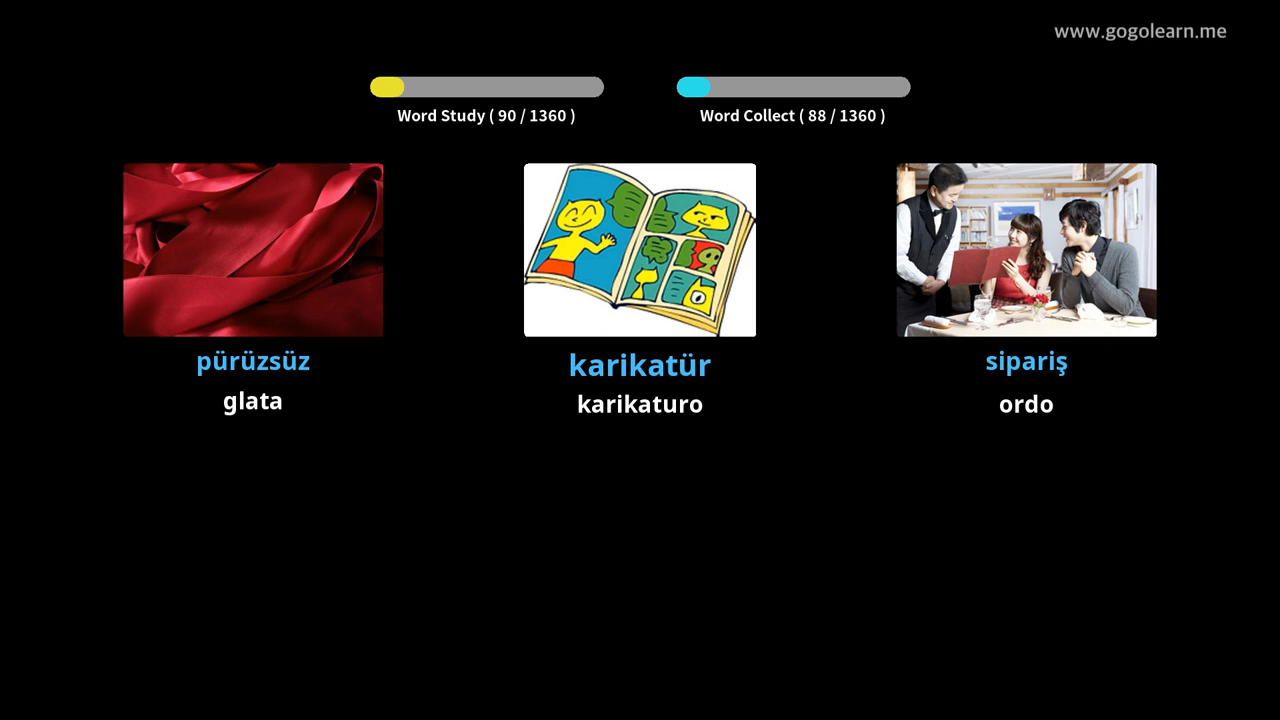 www.gogolearn.me
Word Study ( 90 / 1360 )
Word Collect ( 88 / 1360 )
pürüzsüz
karikatür
sipariş
glata
karikaturo
ordo